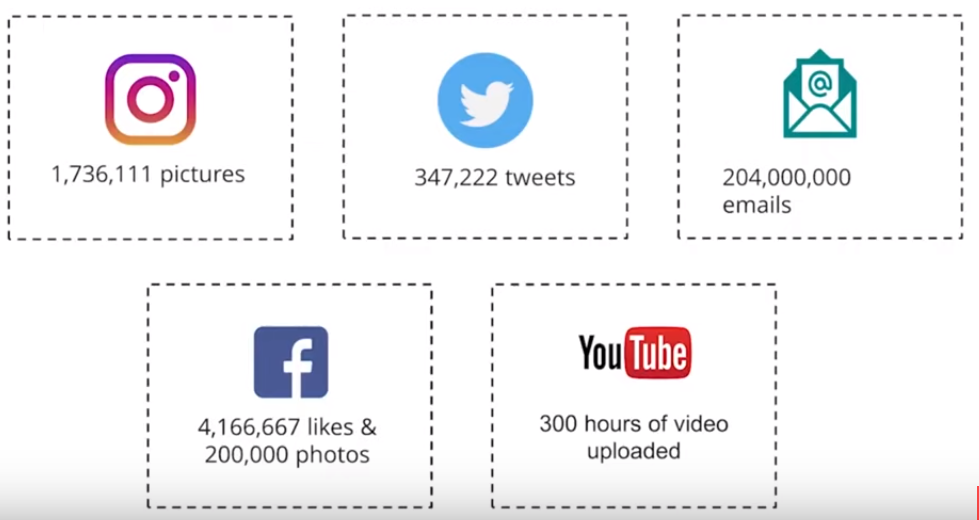 1,736,111 pictures
347,222 tweets
@
204,000,000
emails
f
4,166,667 likes &
200,000 photos
YouTube
300 hours of video
uploaded